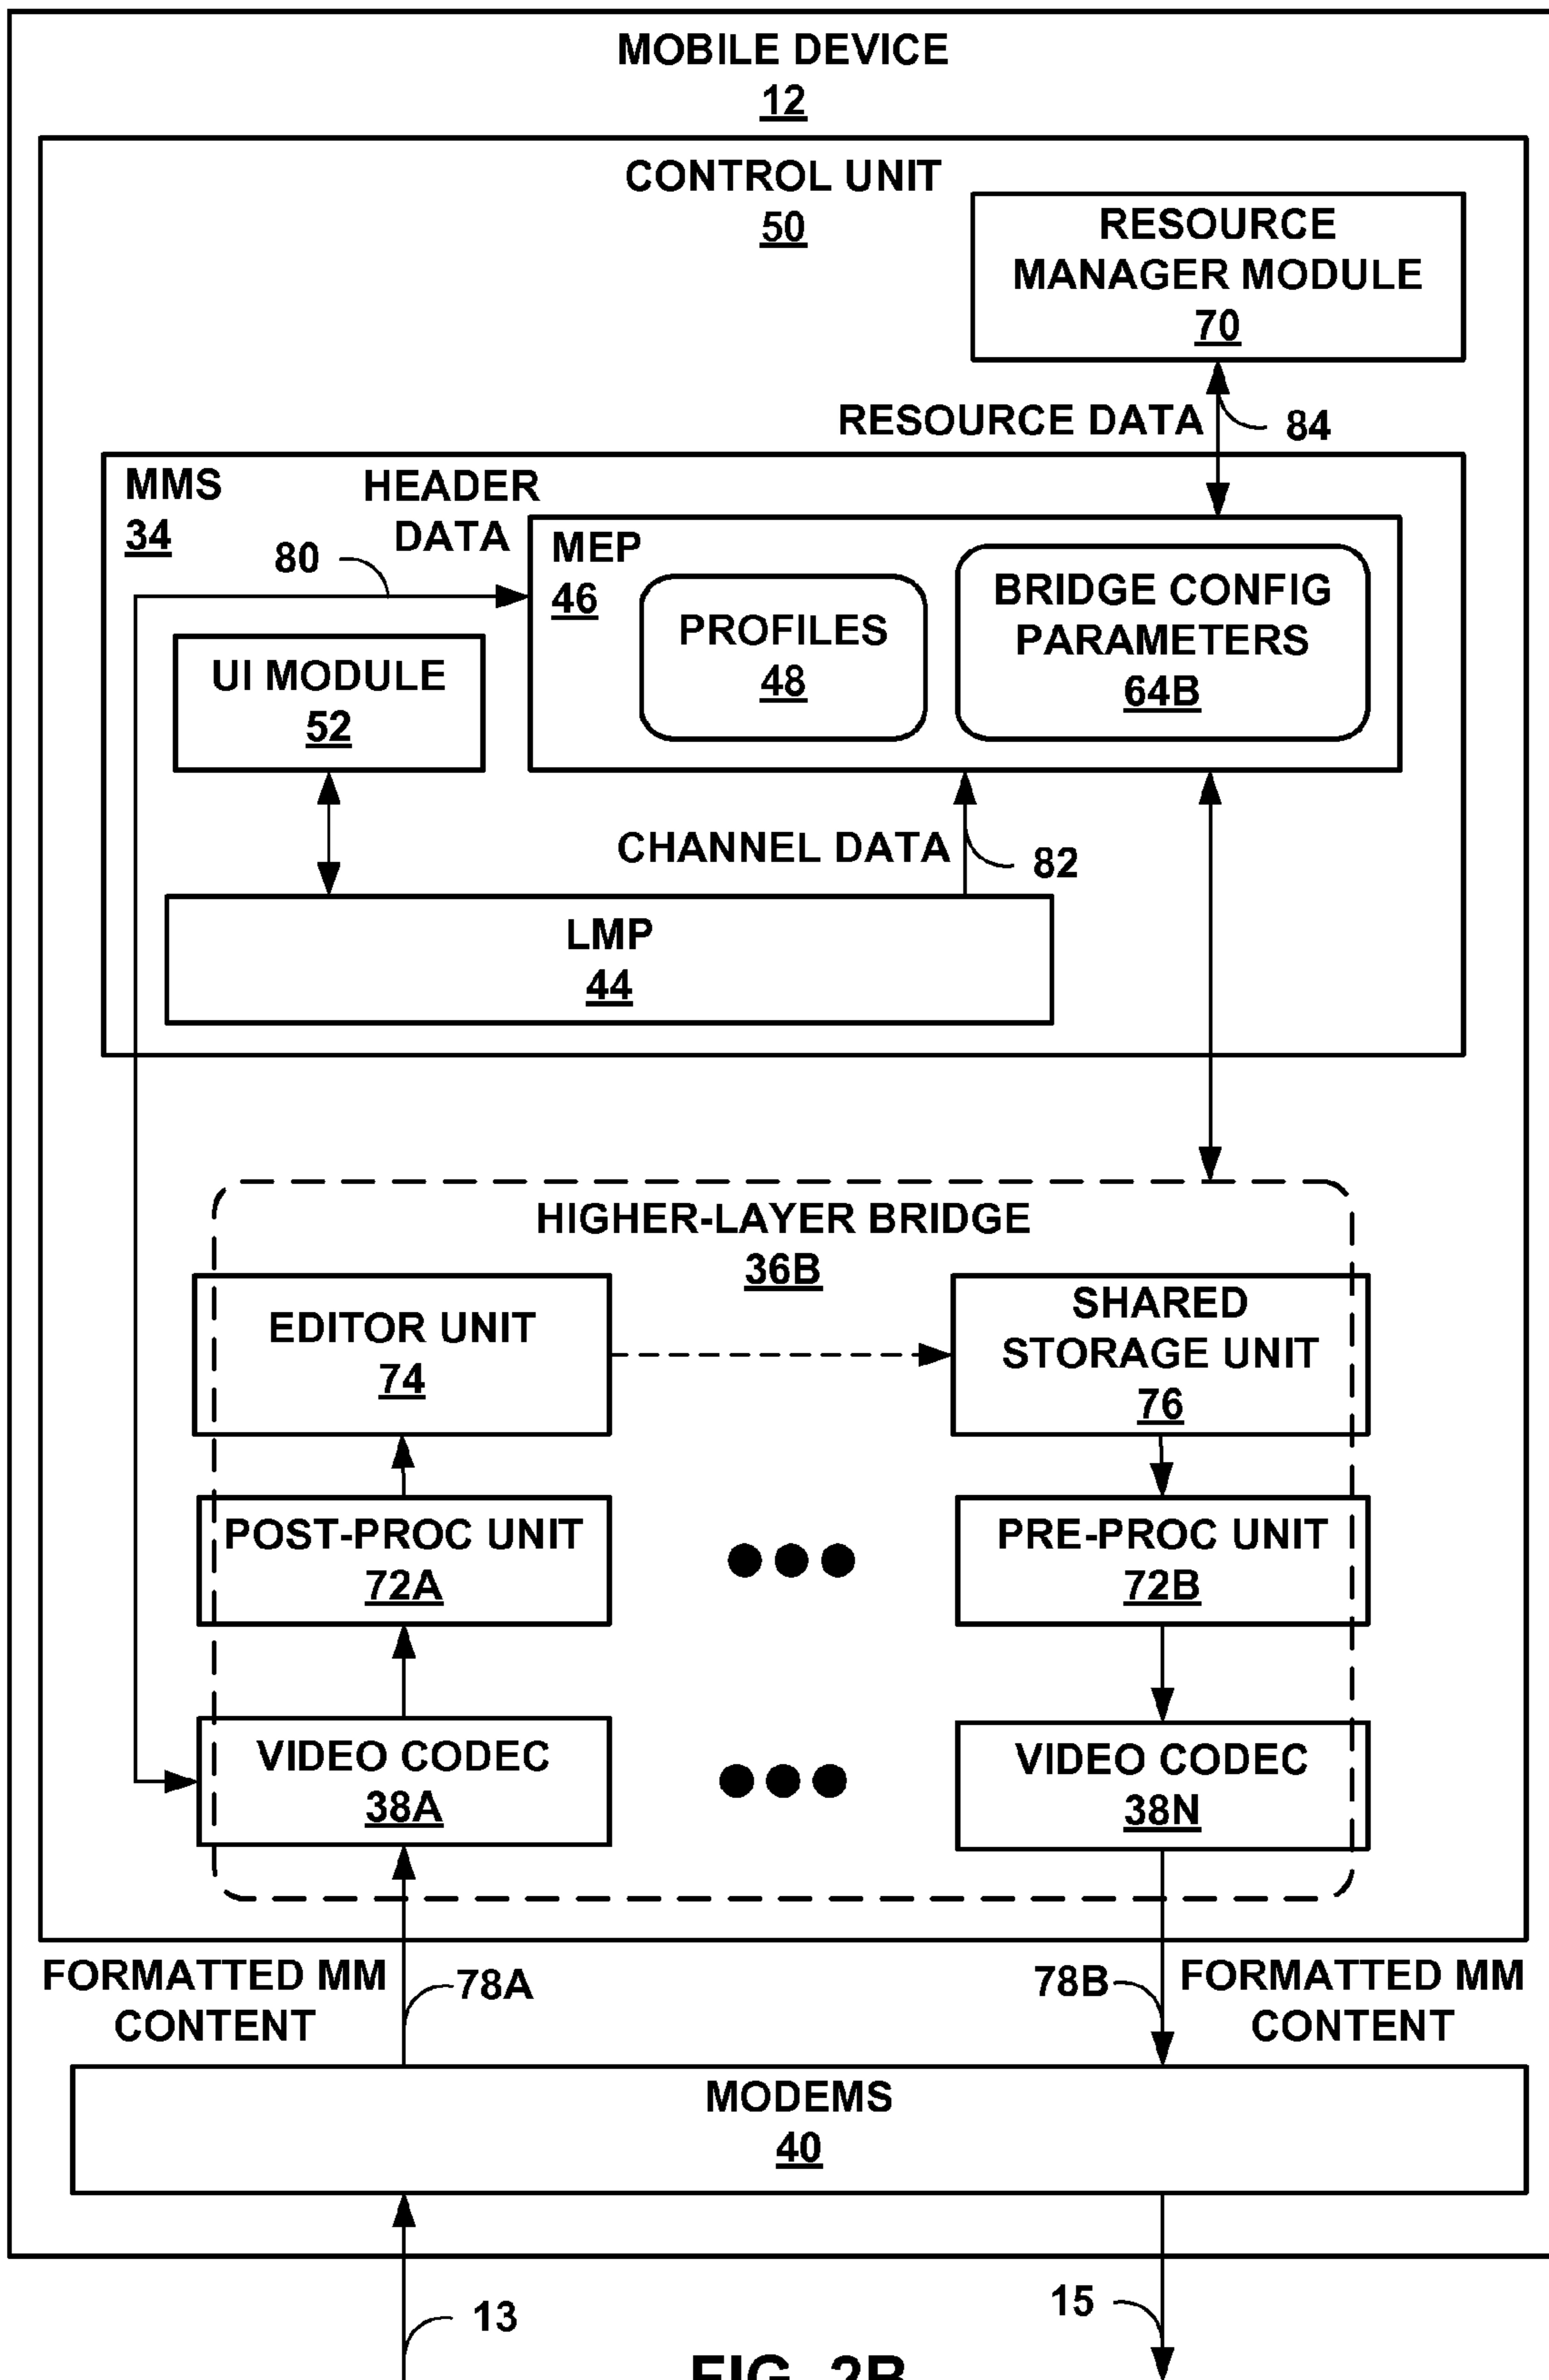 MOBILE DEVICE
12
CONTROL UNIT
50
RESOURCE
MANAGER MODULE
70
RESOURCE DATA
84
MMS
34
HEADER
DATA
80
MEP
46
PROFILES
48
BRIDGE CONFIG
PARAMETERS
64B
UI MODULE
52
CHANNEL DATA
82
LMP
44
HIGHER-LAYER BRIDGE
36B
EDITOR UNIT
74
SHARED
STORAGE UNIT
76
POST-PROC UNIT
72A
PRE-PROC UNIT
72B
VIDEO CODEC
38A
VIDEO CODEC
38N
FORMATTED MM
CONTENT
78A
78B
FORMATTED MM
CONTENT
MODEMS
40
13
15
FIG. 2B